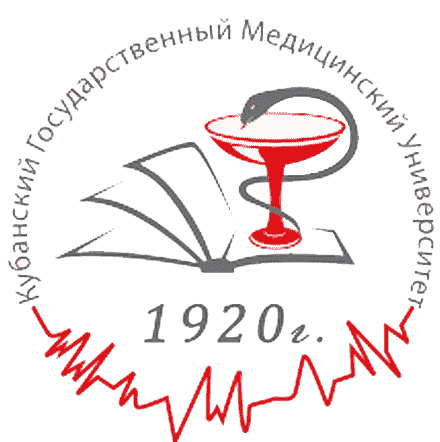 Кубанский Государственный Медицинский Университет
1920г.